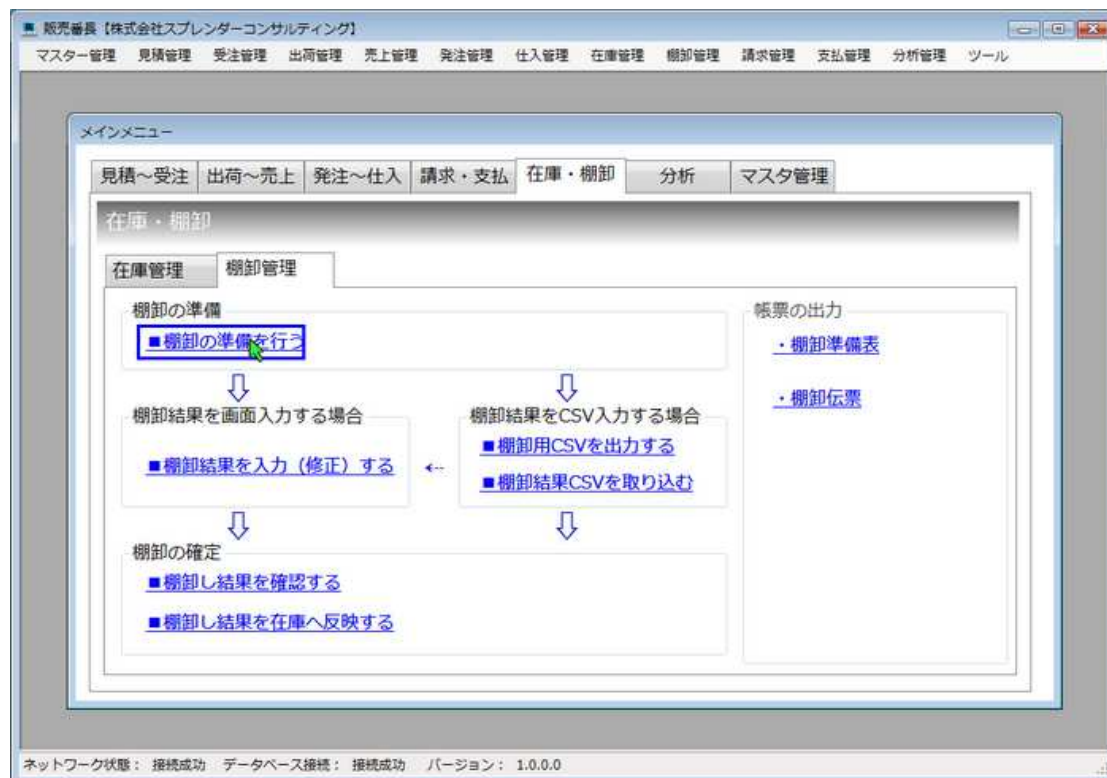 販売番長【株式会社スプレンダーコンサルティング】
マスター管理 見積管理 受注管理 出荷管理 売上管理 発注管理 仕入管理 在庫管理 棚卸管理 請求管理 支払管理 分析管理 ツール
メインメニュー
見積～受注 出荷～売上 発注～仕入 請求・支払 在庫・棚卸 分析 マスタ管理
在庫・棚卸
在庫管理 棚卸管理
棚卸の準備
■棚卸の準備を行う
棚卸結果を画面入力する場合
■棚卸結果を入力（修正）する
棚卸結果をCSV入力する場合
■棚卸用CSVを出力する
■棚卸結果CSVを取り込む
棚卸の確定
■棚卸し結果を確認する
■棚卸し結果を在庫へ反映する
帳票の出力
・棚卸準備表
・棚卸伝票
ネットワーク状態： 接続成功 データベース接続： 接続成功 バージョン： 1.0.0.0